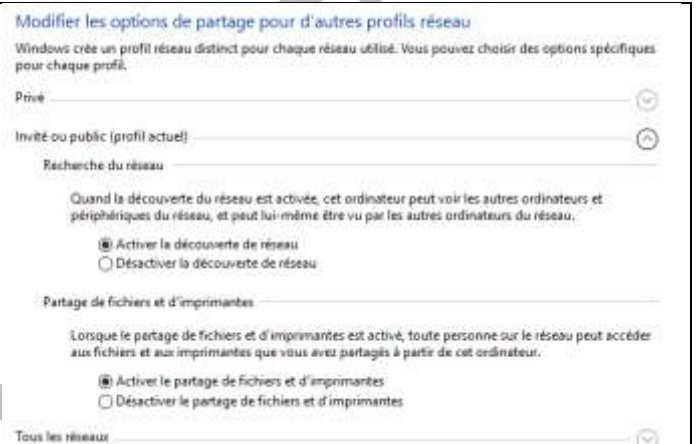 Modifier les options de partage pour d'autres profils réseau
Windows crée un profil réseau distinct pour chaque réseau utilisé. Vous pouvez choisir des options spécifiques
pour chaque profil.
Privé
Invité ou public (profil actuel)
Recherche du réseau
Quand la découverte du réseau est activée, cet ordinateur peut voir les autres ordinateurs et
périphériques du réseau, et peut lui-même être vu par les autres ordinateurs du réseau.
Activer la découverte de réseau
Désactiver la découverte de réseau
Partage de fichiers et d'imprimantes
Lorsque le partage de fichiers et d'imprimantes est activé, toute personne sur le réseau peut accéder
aux fichiers et aux imprimantes que vous avez partagés à partir de cet ordinateur.
Activer le partage de fichiers et d'imprimantes
Désactiver le partage de fichiers et d'imprimantes
Tous les réseaux